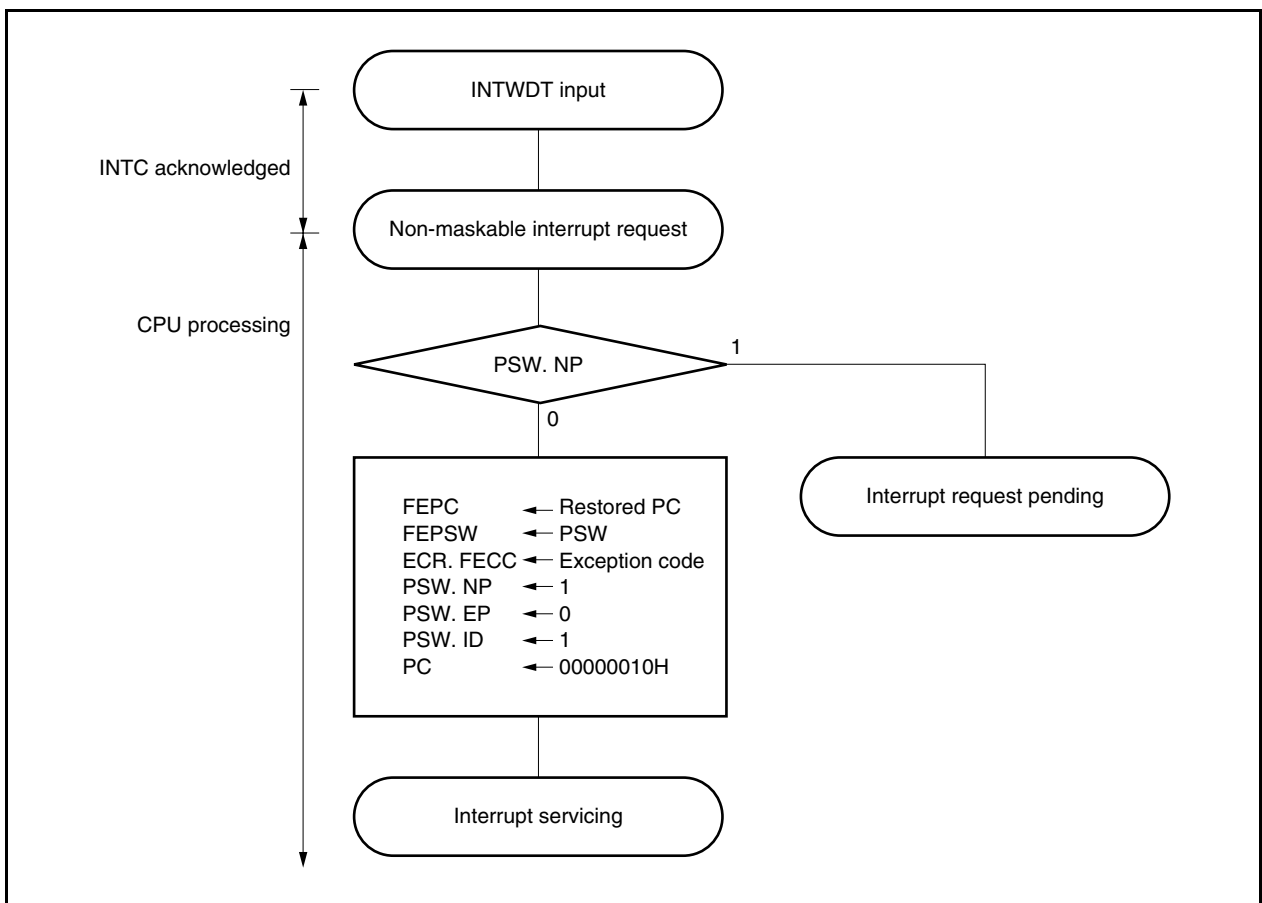 INTWDT input
INTC acknowledged
Non-maskable interrupt request
CPU processing
PSW. NP
1
0
FEPC ← Restored PC
FEPSW ← PSW
ECR. FECC ← Exception code
PSW. NP ← 1
PSW. EP ← 0
PSW. ID ← 1
PC ← 00000010H
Interrupt request pending
Interrupt servicing